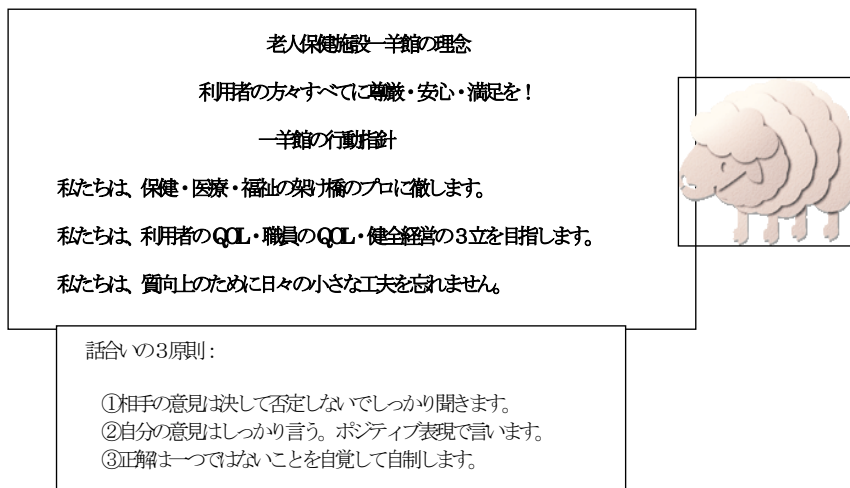 老人保健施設一羊館の理念
利用者の方々すべてに尊厳・安心・満足を！
一羊館の行動指針
私たちは、保健・医療・福祉の架け橋のプロに徹します。
私たちは、利用者のQOL・職員のQOL・健全経営の３立を目指します。
私たちは、質向上のために日々の小さな工夫を忘れません。
話合いの３原則：
①相手の意見は決して否定しないでしっかり聞きます。
②自分の意見はしっかり言う。ポジティブ表現で言います。
③正解は一つではないことを自覚して自制します。